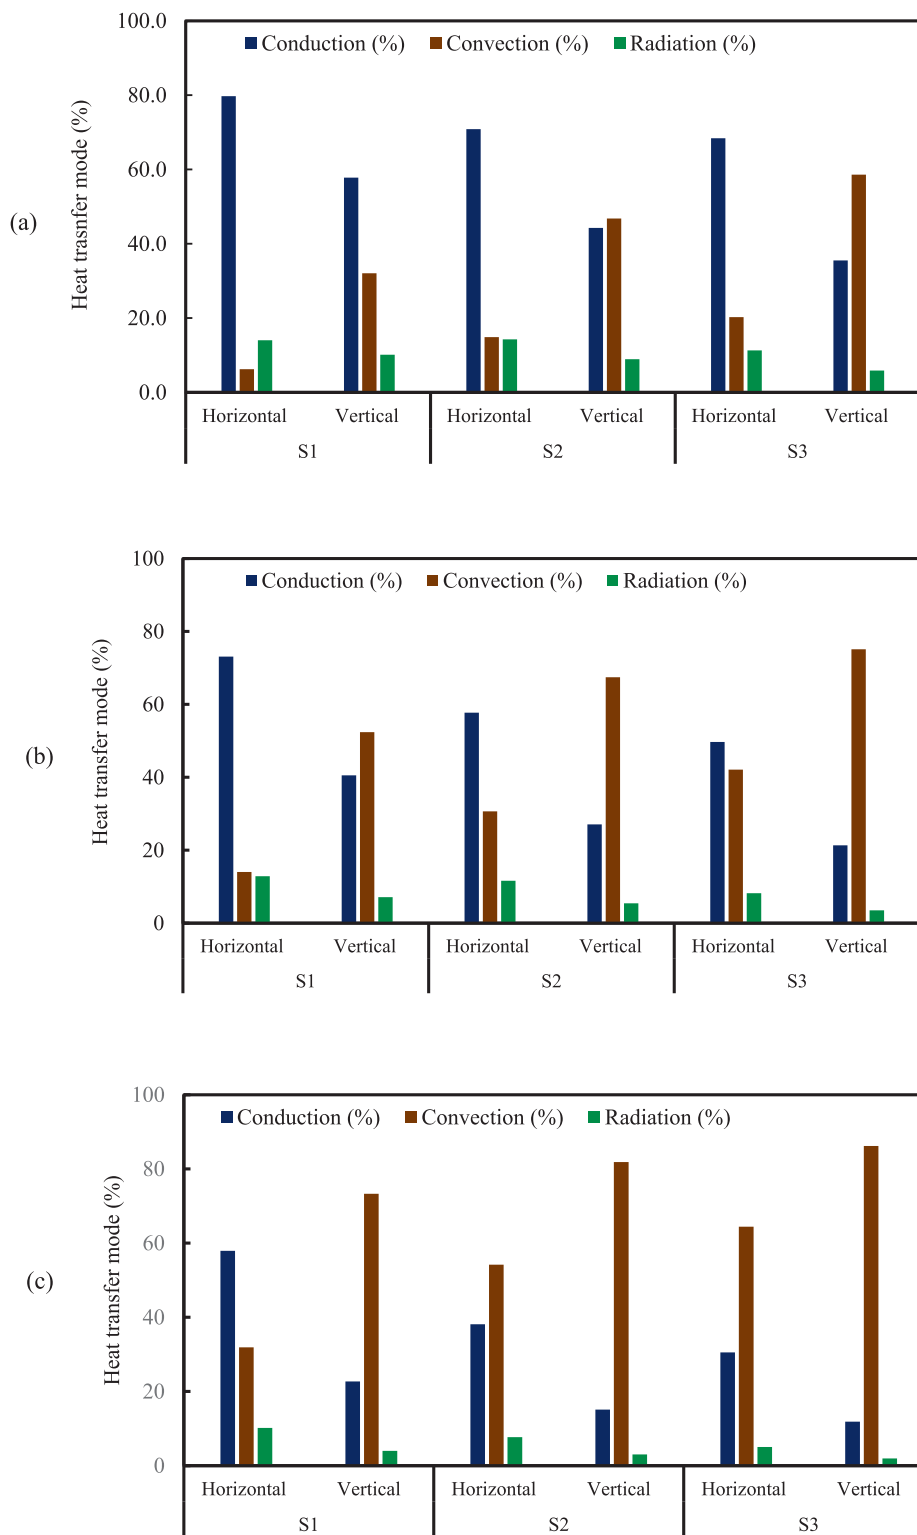 100.0
Conduction (%) Convection (%) Radiation (%)
80.0
60.0
40.0
20.0
0.0
Heat trasnfer mode (%)
(a)
Horizontal Vertical Horizontal Vertical Horizontal Vertical
S1 S2 S3
100
Conduction (%) Convection (%) Radiation (%)
80
60
40
20
0
Heat transfer mode (%)
(b)
Horizontal Vertical Horizontal Vertical Horizontal Vertical
S1 S2 S3
100
Conduction (%) Convection (%) Radiation (%)
80
60
40
20
0
Heat transfer mode (%)
(c)
Horizontal Vertical Horizontal Vertical Horizontal Vertical
S1 S2 S3